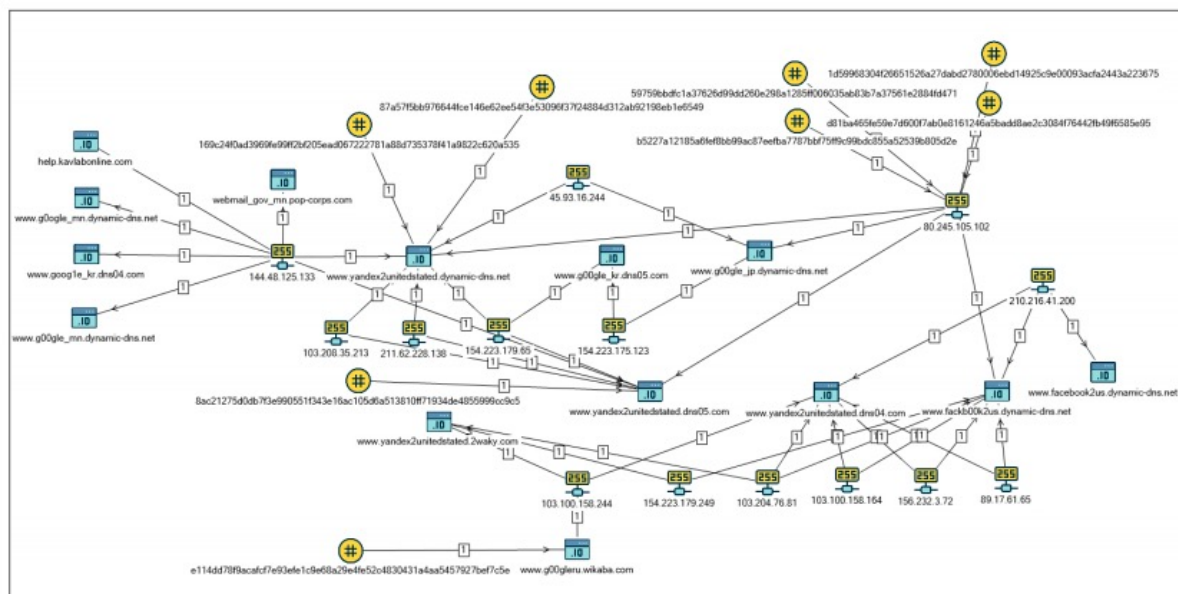 1d59968304f26651526a27dabd2780006ebd14925c9e00093acfa2443a223675
59759bbdfc1a37626d99dd260e298a1285ff006035ab83b7a37561e2884fd471
87a57f5bb976644fce146e62ee54f3e53096f37f24884d312ab92198eb1e6549
d81ba465fe59e7d600f7ab0e8161246a5badd8ae2c3084f76442fb49f6585e95
169c24f0ad3969fe99ff2bf205ead067222781a88d735378f41a9822c620a535
b5227a12185a6fef8bb99ac87eefba7787bbf75ff9c99bdc855a52539b805d2e
help.kavlabonline.com
webmail_gov_mn.pop-corps.com
45.93.16.244
www.g0ogle_mn.dynamic-dns.net
80.245.105.102
www.goog1e_kr.dns04.com
144.48.125.133
www.yandex2unitedstated.dynamic-dns.net
www.g00gle_kr.dns05.com
www.g00gle_jp.dynamic-dns.net
210.216.41.200
www.g00gle_mn.dynamic-dns.net
103.208.35.213
211.62.228.138
154.223.179.65
154.223.175.123
www.facebook2us.dynamic-dns.net
8ac21275d0db7f3e990551f343e16ac105d6a513810ff71934de4855999cc9c5
www.yandex2unitedstated.dns05.com
www.yandex2unitedstated.dns04.com
www.fackb00k2us.dynamic-dns.net
www.yandex2unitedstated.2waky.com
103.100.158.244
154.223.179.249
103.204.76.81
103.100.158.164
156.232.3.72
89.17.61.65
e114dd78f9acafcf7e93efe1c9e68a29e4fe52c4830431a4aa5457927bef7c5e
www.g00gleru.wikaba.com